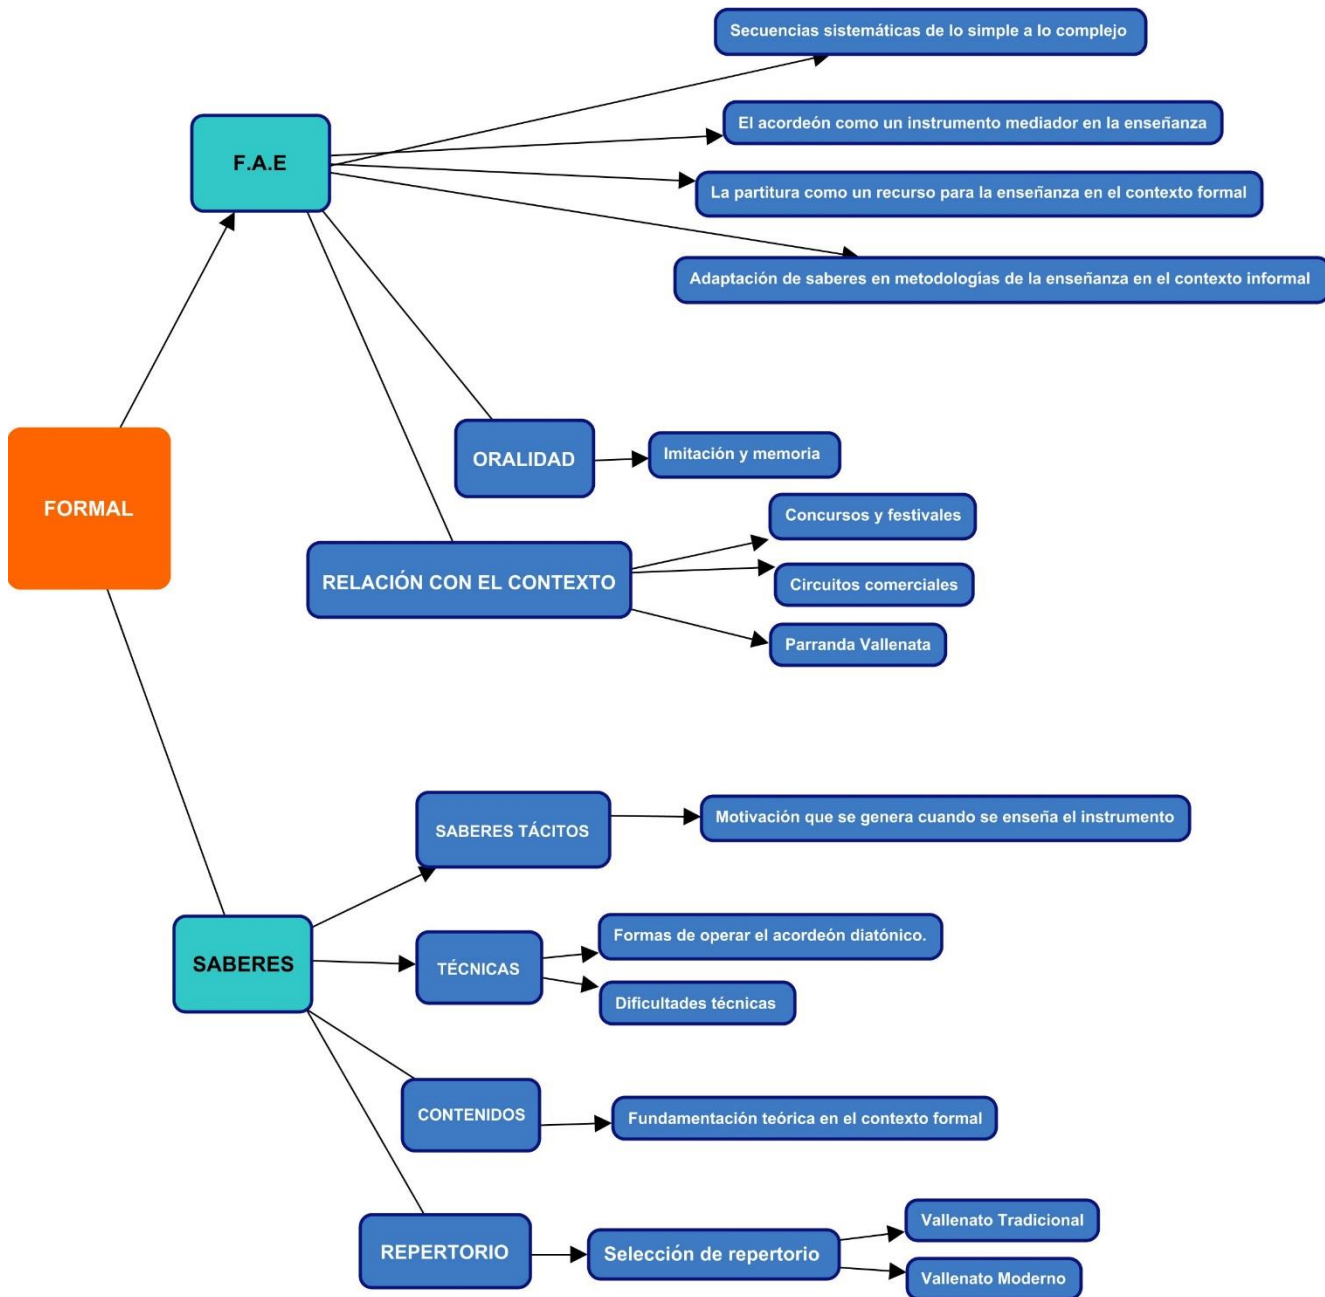 Secuencias sistemáticas de lo simple a lo complejo
El acordeón como un instrumento mediador en la enseñanza
F.A.E
La partitura como un recurso para la enseñanza en el contexto formal
Adaptación de saberes en metodologías de la enseñanza en el contexto informal
ORALIDAD
Imitación y memoria
FORMAL
Concursos y festivales
RELACIÓN CON EL CONTEXTO
Circuitos comerciales
Parranda Vallenata
SABERES TÁCITOS
Motivación que se genera cuando se enseña el instrumento
SABERES
TÉCNICAS
Formas de operar el acordeón diatónico.
Dificultades técnicas
CONTENIDOS
Fundamentación teórica en el contexto formal
REPERTORIO
Selección de repertorio
Vallenato Tradicional
Vallenato Moderno